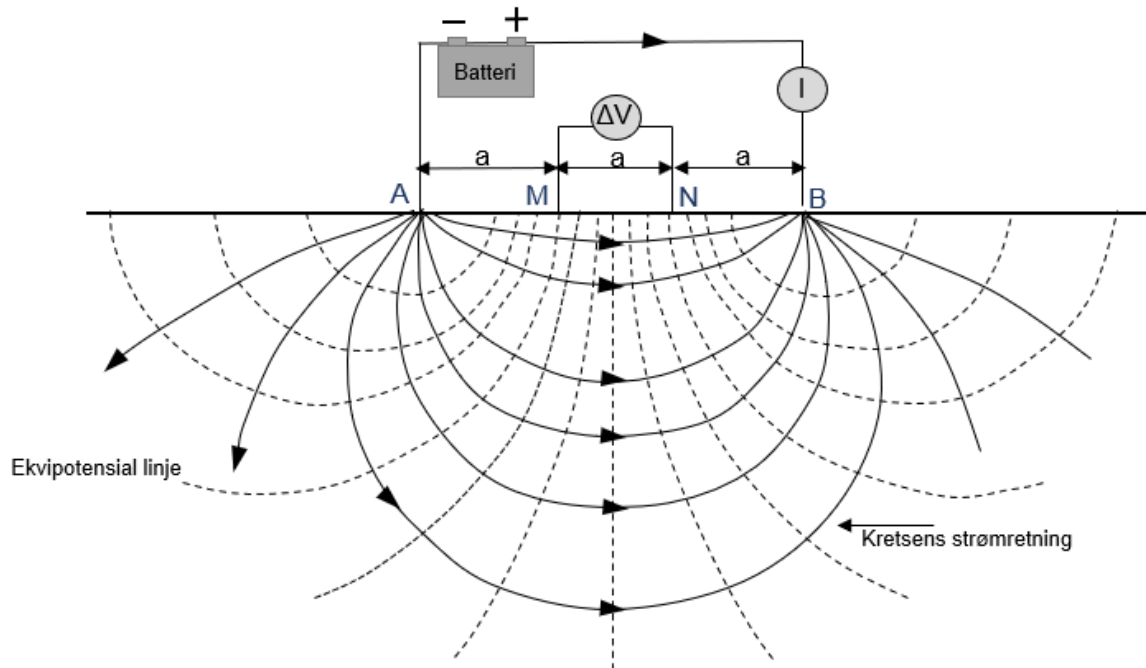 − +
Batteri
I
ΔV
a a a
A M N B
Ekvipotensial linje
Kretsens strømretning